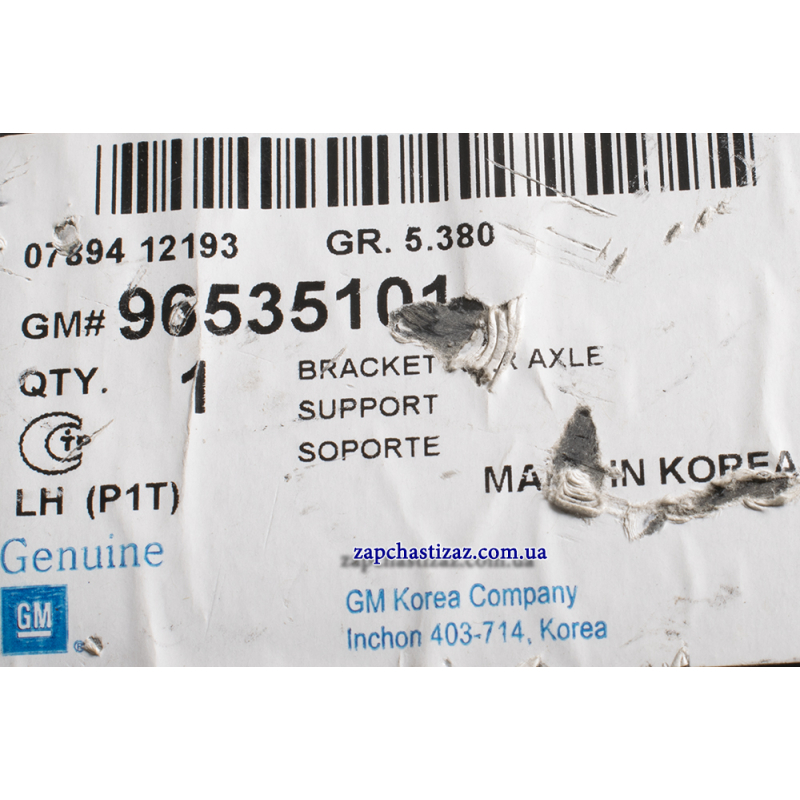 07894 12193 GR. 5.380
GM# 96535101
QTY. 1 BRACKET AXLE
SUPPORT
SOPORTE
LH (P1T) IN KOREA
Genuine
zapchastizaz.com.ua
GM
GM Korea Company
Inchon 403-714, Korea